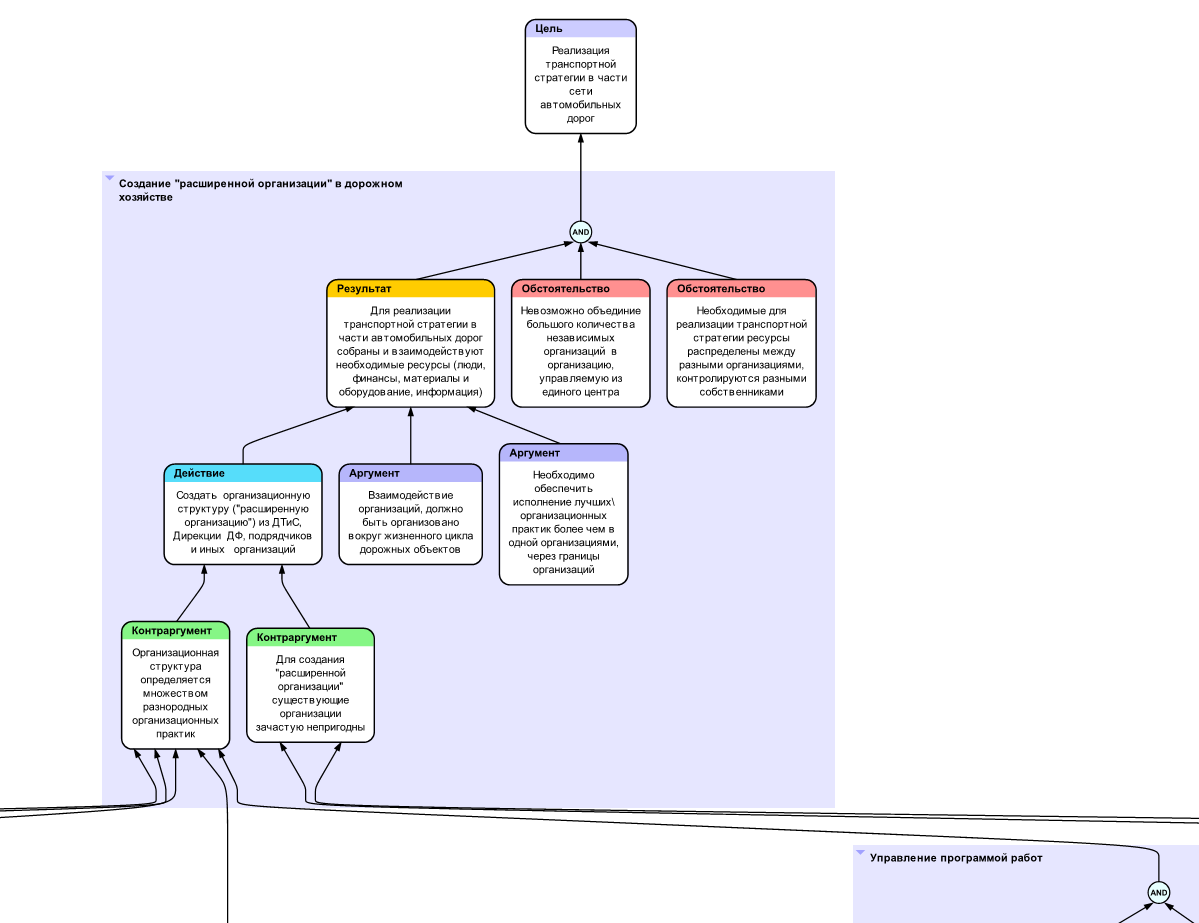 Цель
Реализация
транспортной
стратегии в части
сети
автомобильных
дорог
Создание "расширенной организации" в дорожном
хозяйстве
AND
Результат
Для реализации
транспортной стратегии в
части автомобильных дорог
собраны и взаимодействуют
необходимые ресурсы (люди,
финансы, материалы и
оборудование, информация)
Обстоятельство
Невозможно объединие
большого количества
независимых
организаций в
организацию,
управляемую из
единого центра
Обстоятельство
Необходимые для
реализации транспортной
стратегии ресурсы
распределены между
разными организациями,
контролируются разными
собственниками
Действие
Создать организационную
структуру ("расширенную
организацию") из ДТиС,
Дирекции ДФ, подрядчиков
и иных организаций
Аргумент
Взаимодействие
организаций, должно
быть организовано
вокруг жизненного цикла
дорожных объектов
Аргумент
Необходимо
обеспечить
исполнение лучших\
организационных
практик более чем в
одной организациями,
через границы
организаций
Контраргумент
Организационная
структура
определяется
множеством
разнородных
организационных
практик
Контраргумент
Для создания
"расширенной
организации"
существующие
организации
зачастую непригодны
Управление программой работ
AND